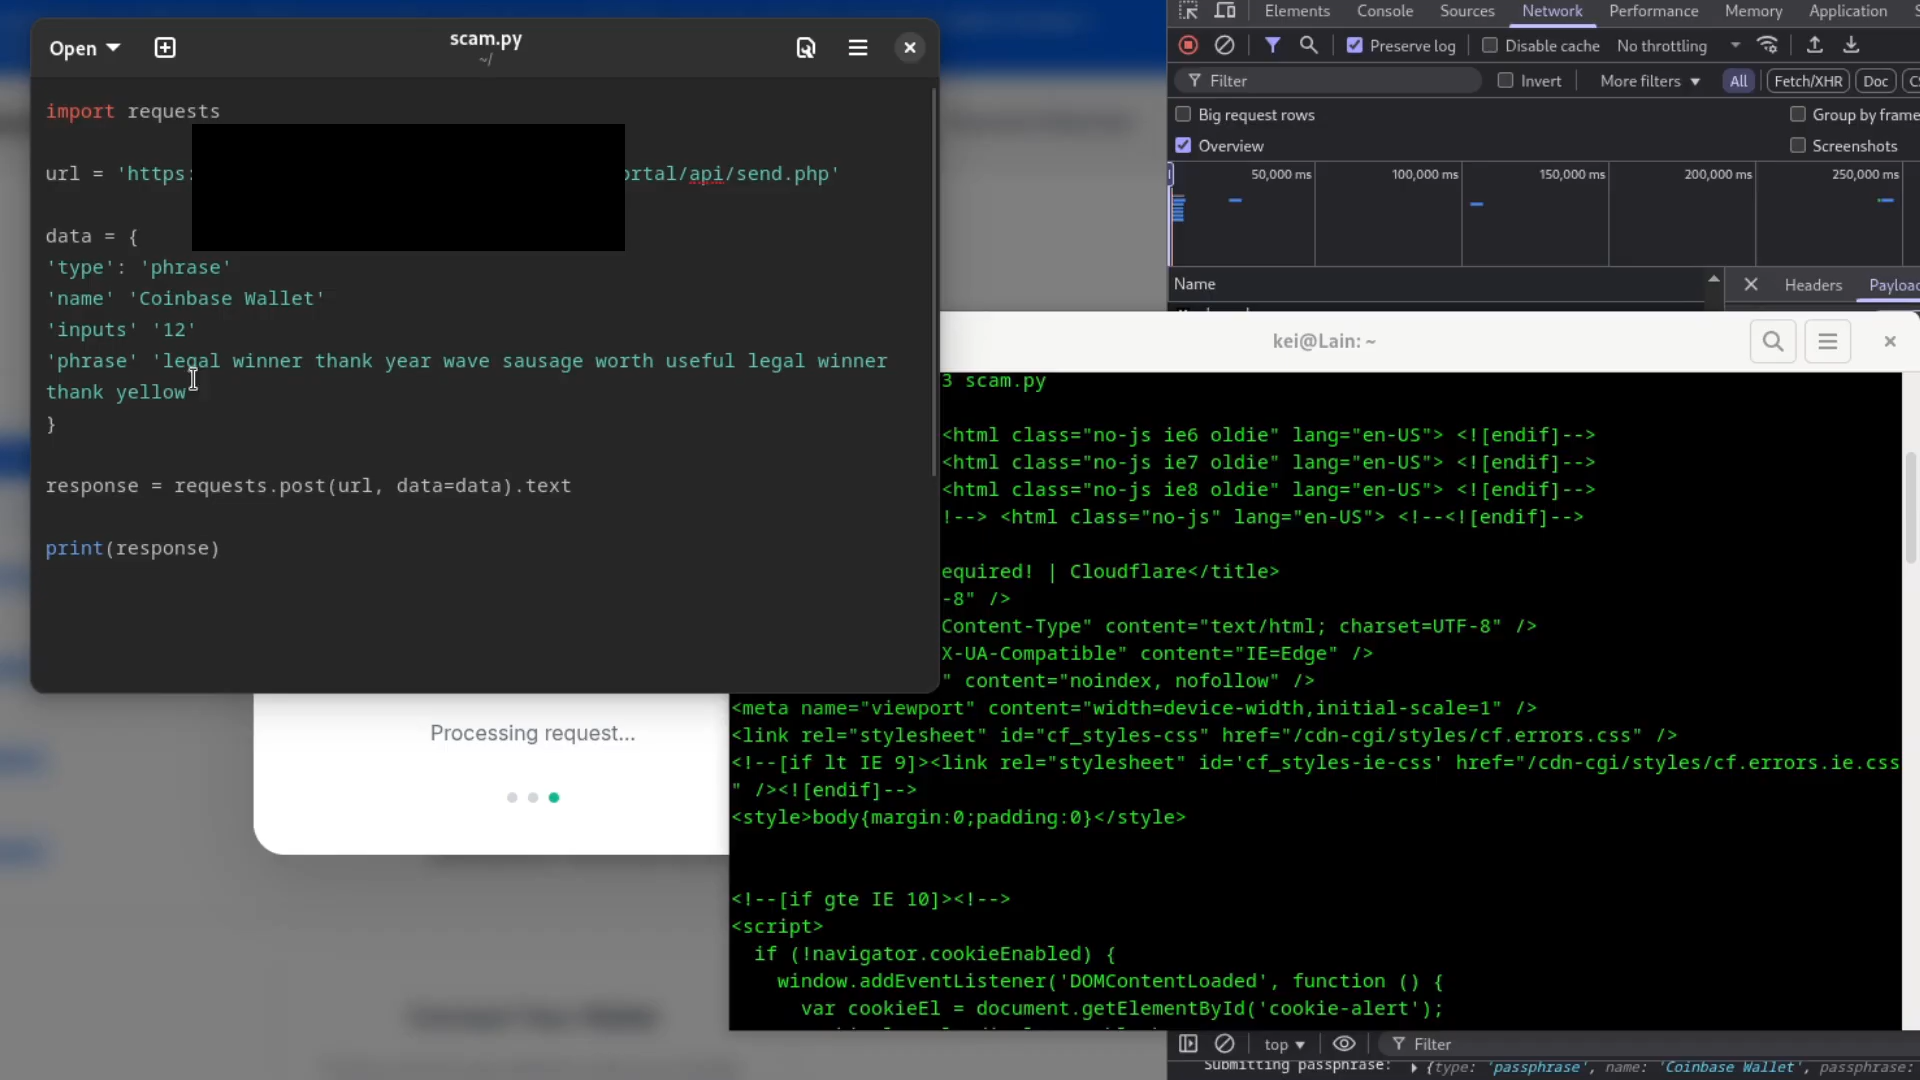 Open
scam.py
~/
import requests
url = 'https:
ortal/api/send.php'
data = {
'type': 'phrase'
'name' 'Coinbase Wallet'
'inputs' '12'
'phrase' 'legal winner thank year wave sausage worth useful legal winner
thank yellow'
}
response = requests.post(url, data=data).text
print(response)
Processing request...
Elements Console Sources Network Performance Memory Application
Preserve log Disable cache No throttling
Filter Invert More filters All Fetch/XHR Doc
Big request rows Group by frame
Overview Screenshots
50,000 ms 100,000 ms 150,000 ms 200,000 ms 250,000 ms
Name Headers
kei@Lain: ~
3 scam.py
<html class="no-js ie6 oldie" lang="en-US"> <![endif]-->
<html class="no-js ie7 oldie" lang="en-US"> <![endif]-->
<html class="no-js ie8 oldie" lang="en-US"> <![endif]-->
!--> <html class="no-js" lang="en-US"> <!--<![endif]-->
equired! | Cloudflare</title>
-8" />
Content-Type" content="text/html; charset=UTF-8" />
X-UA-Compatible" content="IE=Edge" />
" content="noindex, nofollow" />
<meta name="viewport" content="width=device-width,initial-scale=1" />
<link rel="stylesheet" id="cf_styles-css" href="/cdn-cgi/styles/cf.errors.css" />
<!--[if lt IE 9]><link rel="stylesheet" id='cf_styles-ie-css' href="/cdn-cgi/styles/cf.errors.ie.css
" /><![endif]-->
<style>body{margin:0;padding:0}</style>
<!--[if gte IE 10]><!-->
<script>
if (!navigator.cookieEnabled) {
window.addEventListener('DOMContentLoaded', function () {
var cookieEl = document.getElementById('cookie-alert');
top Filter
Submitting passphrase: {type: 'passphrase', name: 'Coinbase Wallet', passphrase: